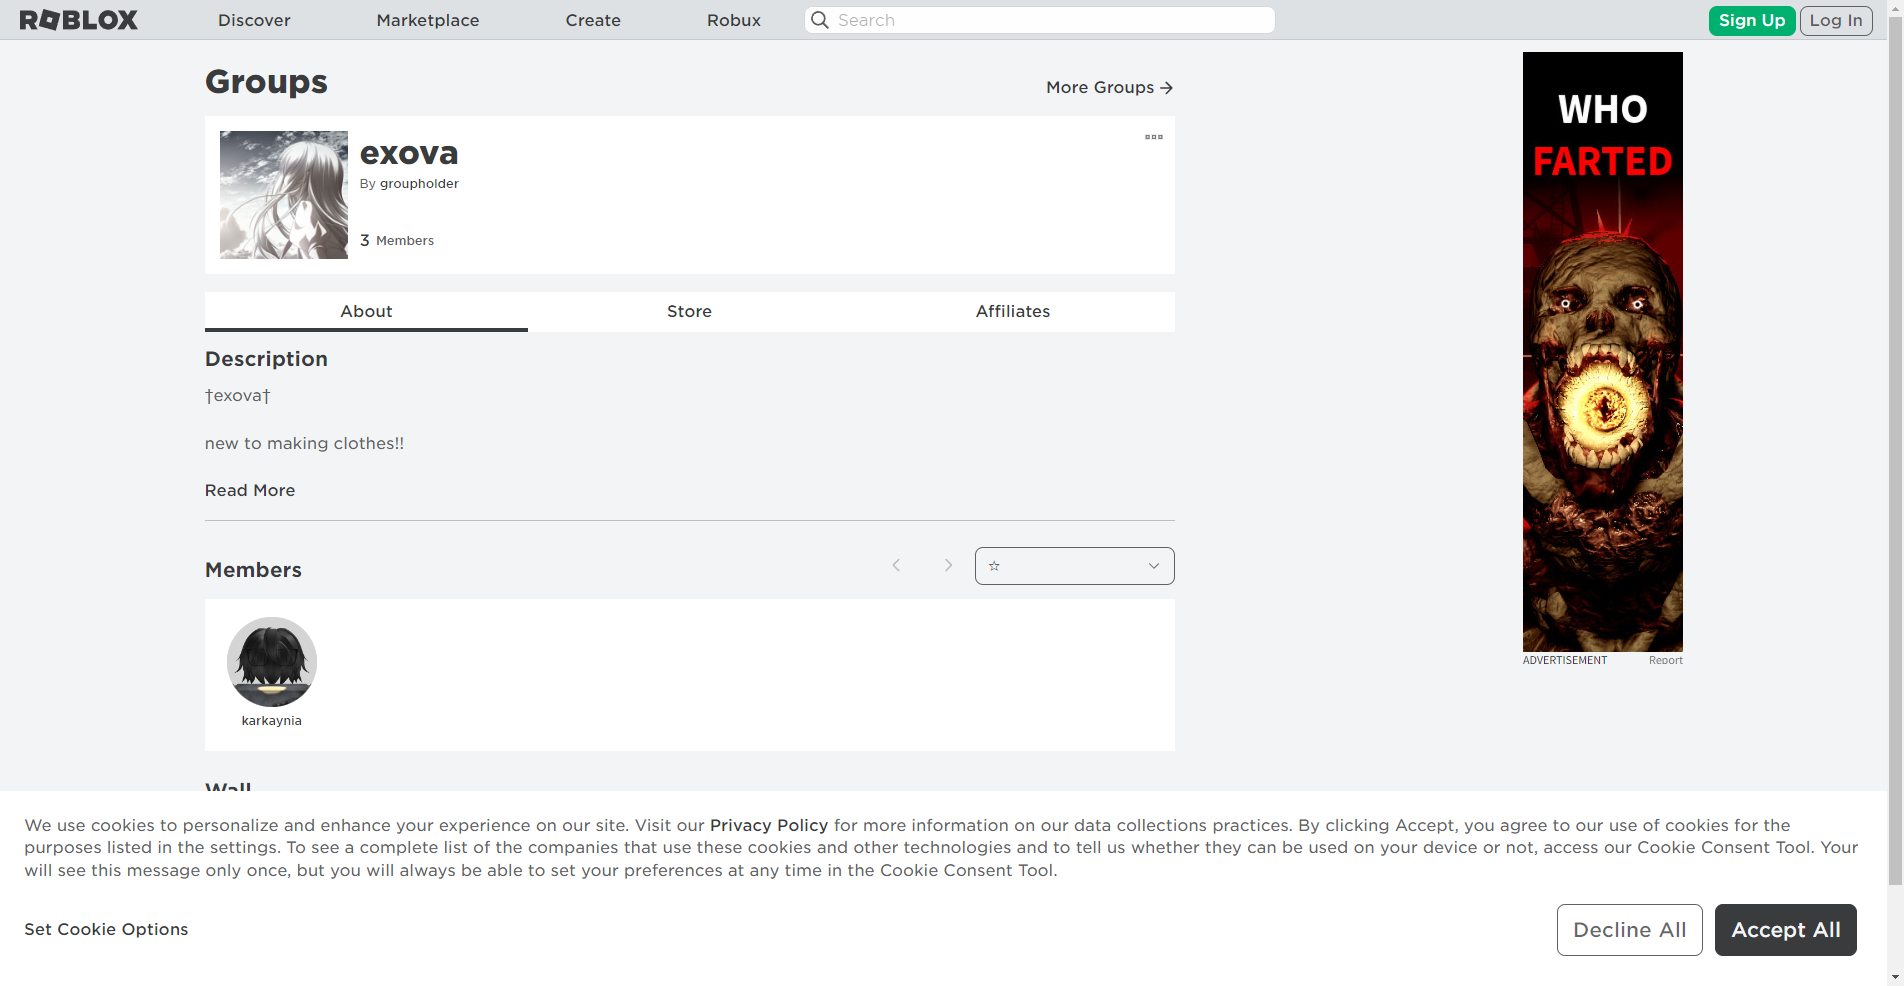 ROBLOX
Discover
Marketplace
Create
Robux
Search
Sign Up
Log In
Groups
More Groups
exova
By groupholder
3 Members
About
Store
Affiliates
Description
†exova†
new to making clothes!!
Read More
Members
☆
karkaynia
Wall
WHO
FARTED
ADVERTISEMENT
Report
We use cookies to personalize and enhance your experience on our site. Visit our Privacy Policy for more information on our data collections practices. By clicking Accept, you agree to our use of cookies for the
purposes listed in the settings. To see a complete list of the companies that use these cookies and other technologies and to tell us whether they can be used on your device or not, access our Cookie Consent Tool. Your
will see this message only once, but you will always be able to set your preferences at any time in the Cookie Consent Tool.
Set Cookie Options
Decline All
Accept All